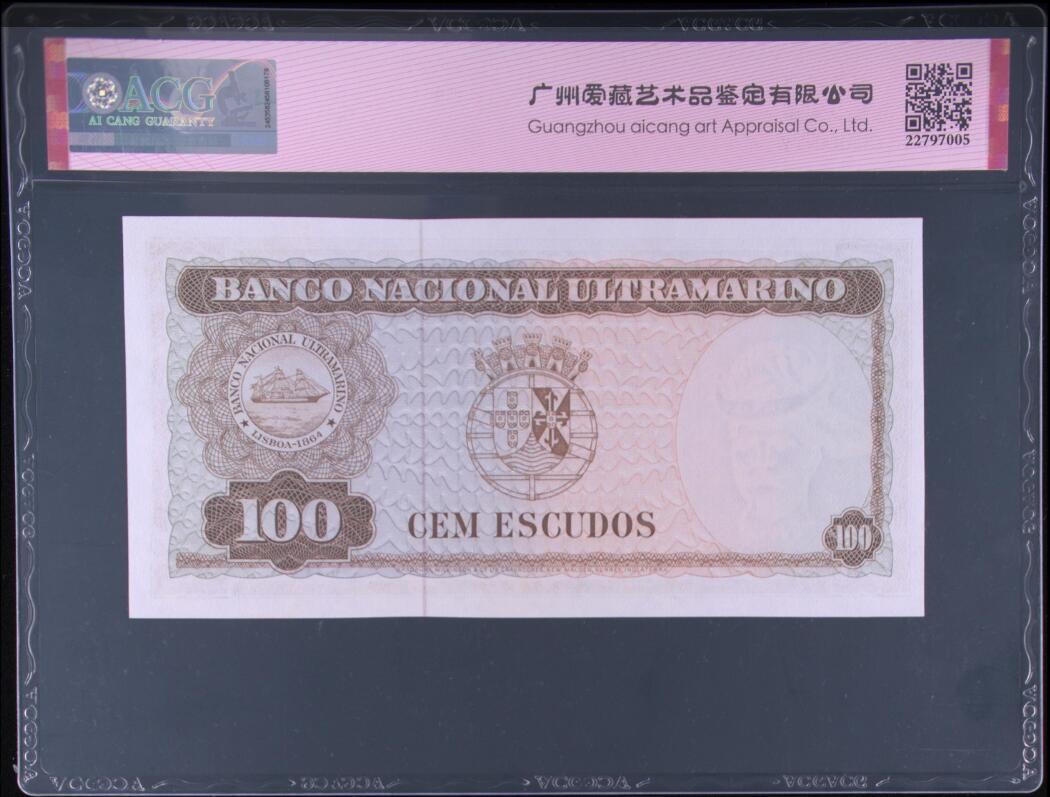 ACG
AI CANG GUARANTY
广州爱藏艺术品鉴定有限公司
Guangzhou aicang art Appraisal Co., Ltd.
22797005
BANCO NACIONAL ULTRAMARINO
BANCO NACIONAL ULTRAMARINO
LISBOA-1864
100
CEM ESCUDOS
100